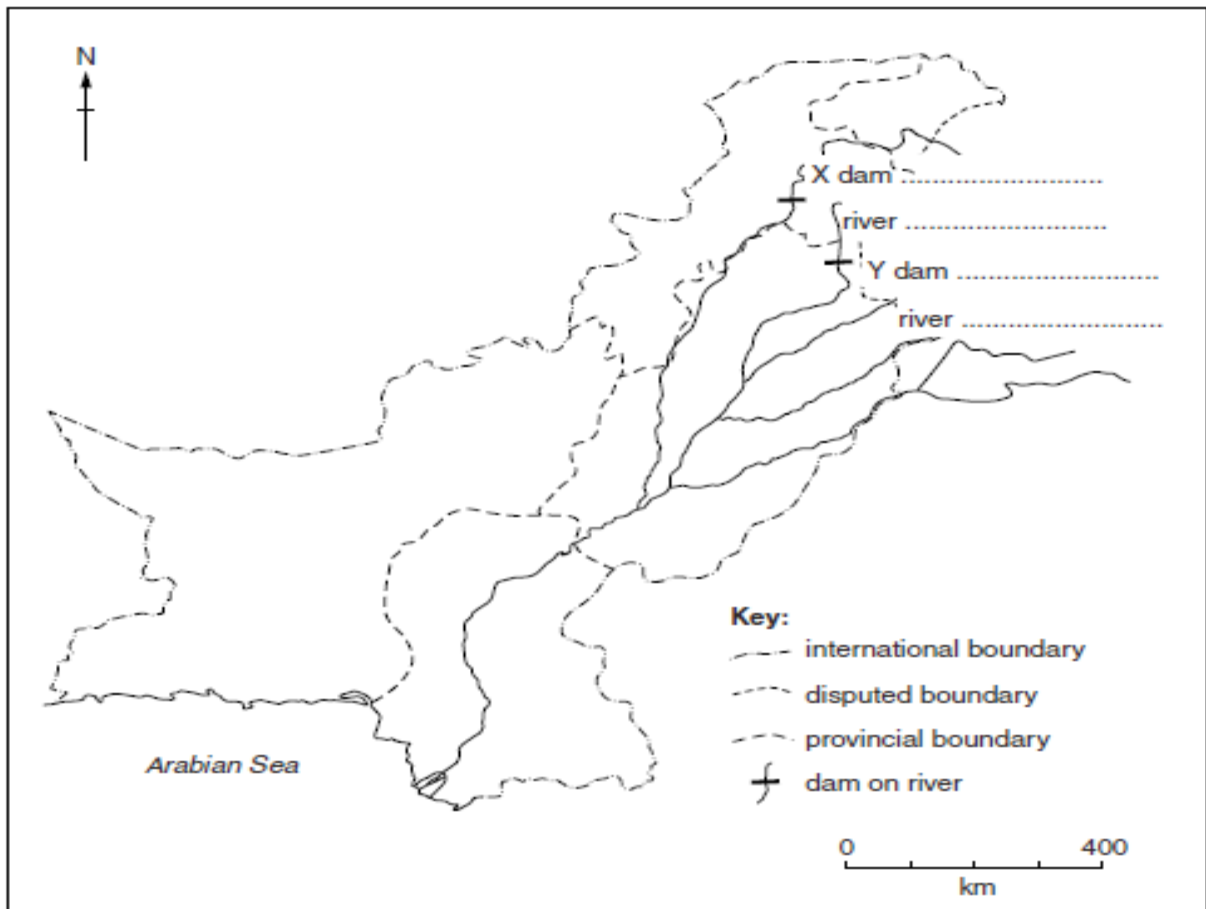 N
X dam ..............................
river ..............................
Y dam ..............................
river ..............................
Key:
international boundary
disputed boundary
provincial boundary
dam on river
Arabian Sea
0 400
km